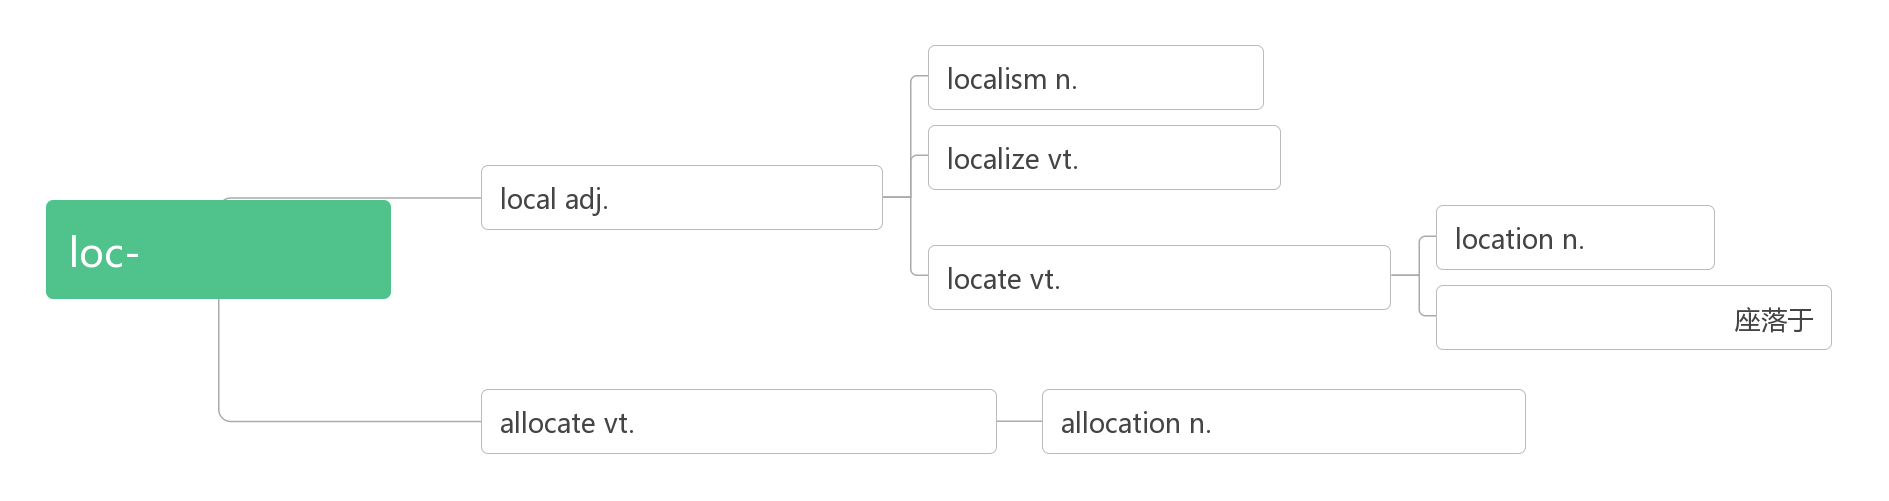 loc-
local adj.
localism n.
localize vt.
locate vt.
location n.
座落于
allocate vt.
allocation n.